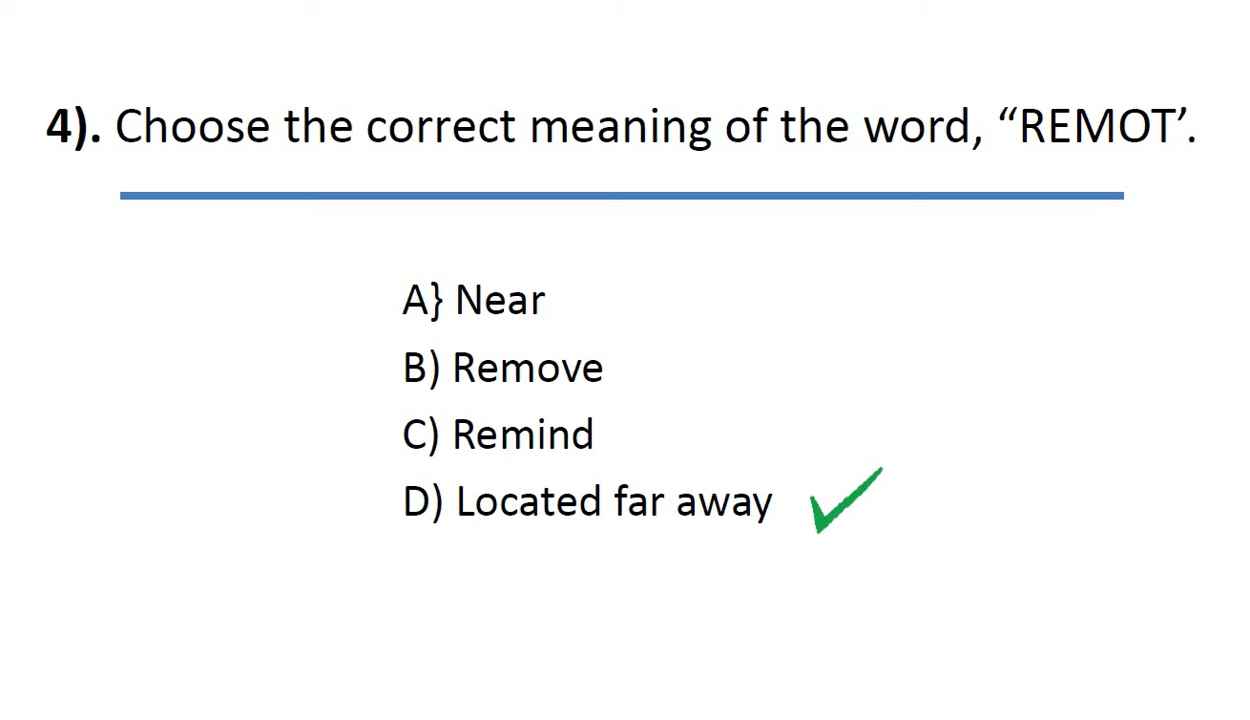 4). Choose the correct meaning of the word, “REMOT’.
A} Near
B) Remove
C) Remind
D) Located far away